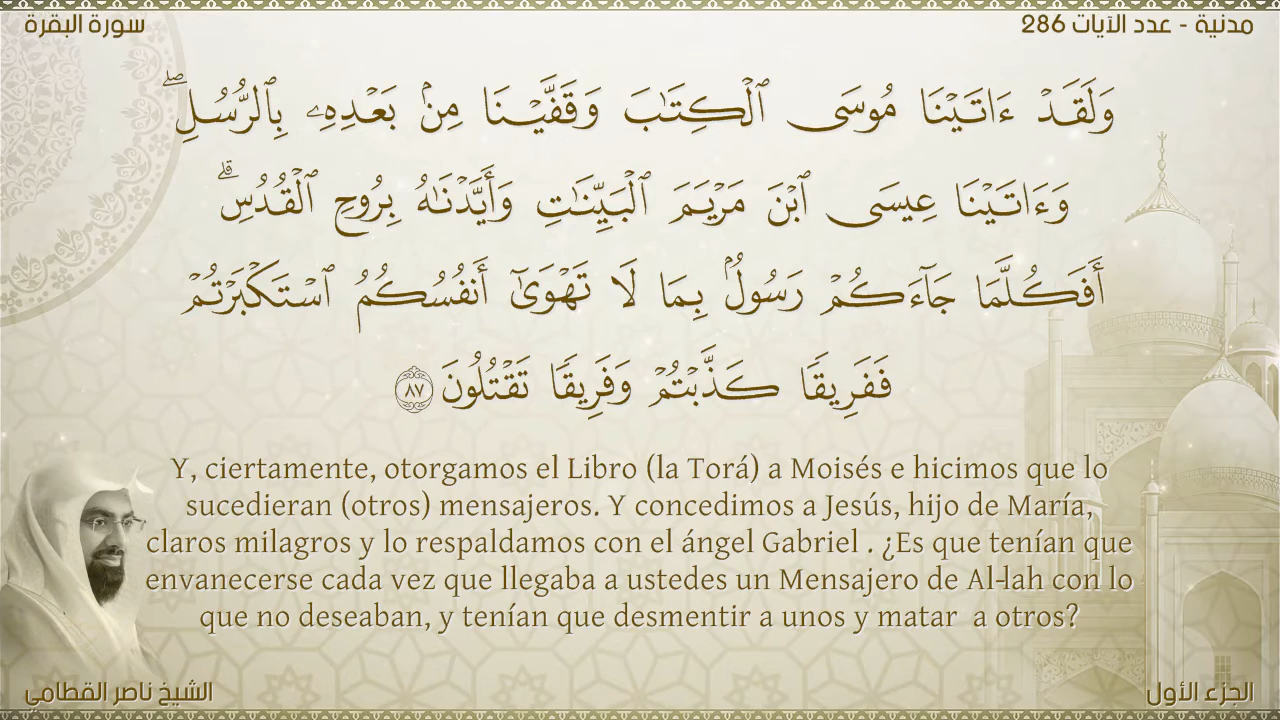 مدنية - عدد الآيات 286
سورة البقرة
وَلَقَدْ ءَاتَيْنَا مُوسَى ٱلْكِتَٰبَ وَقَفَّيْنَا مِنۢ بَعْدِهِۦ بِٱلرُّسُلِ ۖ
وَءَاتَيْنَا عِيسَى ٱبْنَ مَرْيَمَ ٱلْبَيِّنَٰتِ وَأَيَّدْنَٰهُ بِرُوحِ ٱلْقُدُسِ ۗ
أَفَكُلَّمَا جَآءَكُمْ رَسُولٌۢ بِمَا لَا تَهْوَىٰٓ أَنفُسُكُمُ ٱسْتَكْبَرْتُمْ
فَفَرِيقًا كَذَّبْتُمْ وَفَرِيقًا تَقْتُلُونَ ٨٧
Y, ciertamente, otorgamos el Libro (la Torá) a Moisés e hicimos que lo
sucedieran (otros) mensajeros. Y concedimos a Jesús, hijo de María,
claros milagros y lo respaldamos con el ángel Gabriel . ¿Es que tenían que
envanecerse cada vez que llegaba a ustedes un Mensajero de Al-lah con lo
que no deseaban, y tenían que desmentir a unos y matar  a otros?
الجزء الأول
الشيخ ناصر القطامي